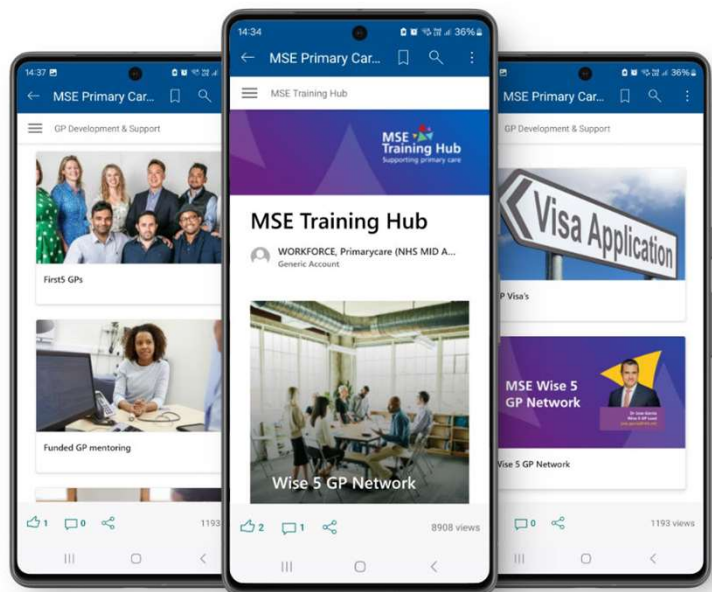 14:37
MSE Primary Car...
GP Development & Support
First5 GPs
Funded GP mentoring
1
0
1193
14:34
36%
MSE Primary Car...
MSE Training Hub
MSE
Training Hub
Supporting primary care
MSE Training Hub
WORKFORCE, Primarycare (NHS MID A...
Generic Account
Wise 5 GP Network
2
1
8908 views
36%
MSE Primary Car...
GP Development & Support
Visa Application
GP Visa's
MSE Wise 5
GP Network
Wise 5 GP Network
0
1193 views